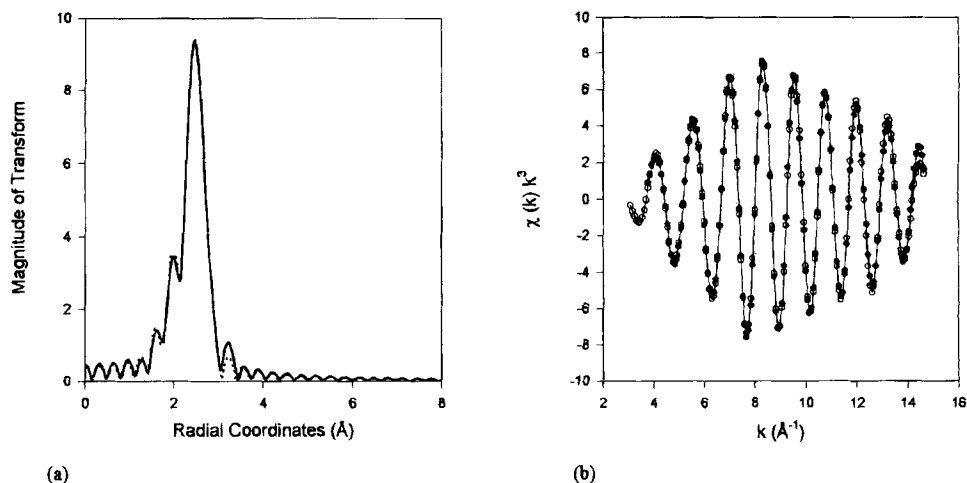 10
8
6
4
2
0
Magnitude of Transform
0 2 4 6 8
Radial Coordinates (Å)
(a)
10
8
6
4
2
0
-2
-4
-6
-8
-10
χ (k) k³
2 4 6 8 10 12 14 16
k (Å⁻¹)
(b)